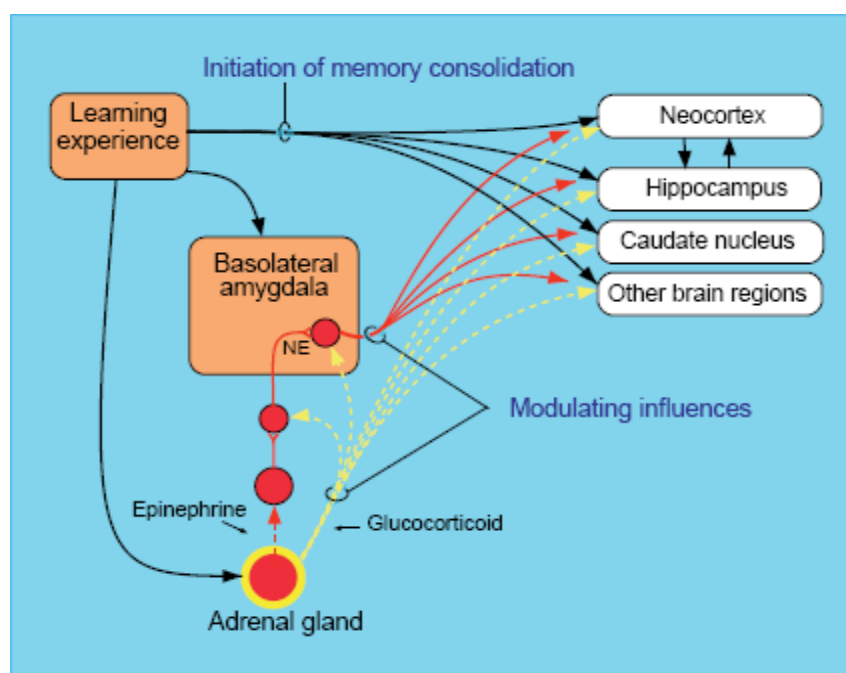 Initiation of memory consolidation
Learning
experience
Neocortex
Hippocampus
Caudate nucleus
Other brain regions
Basolateral
amygdala
NE
Modulating influences
Epinephrine
Glucocorticoid
Adrenal gland